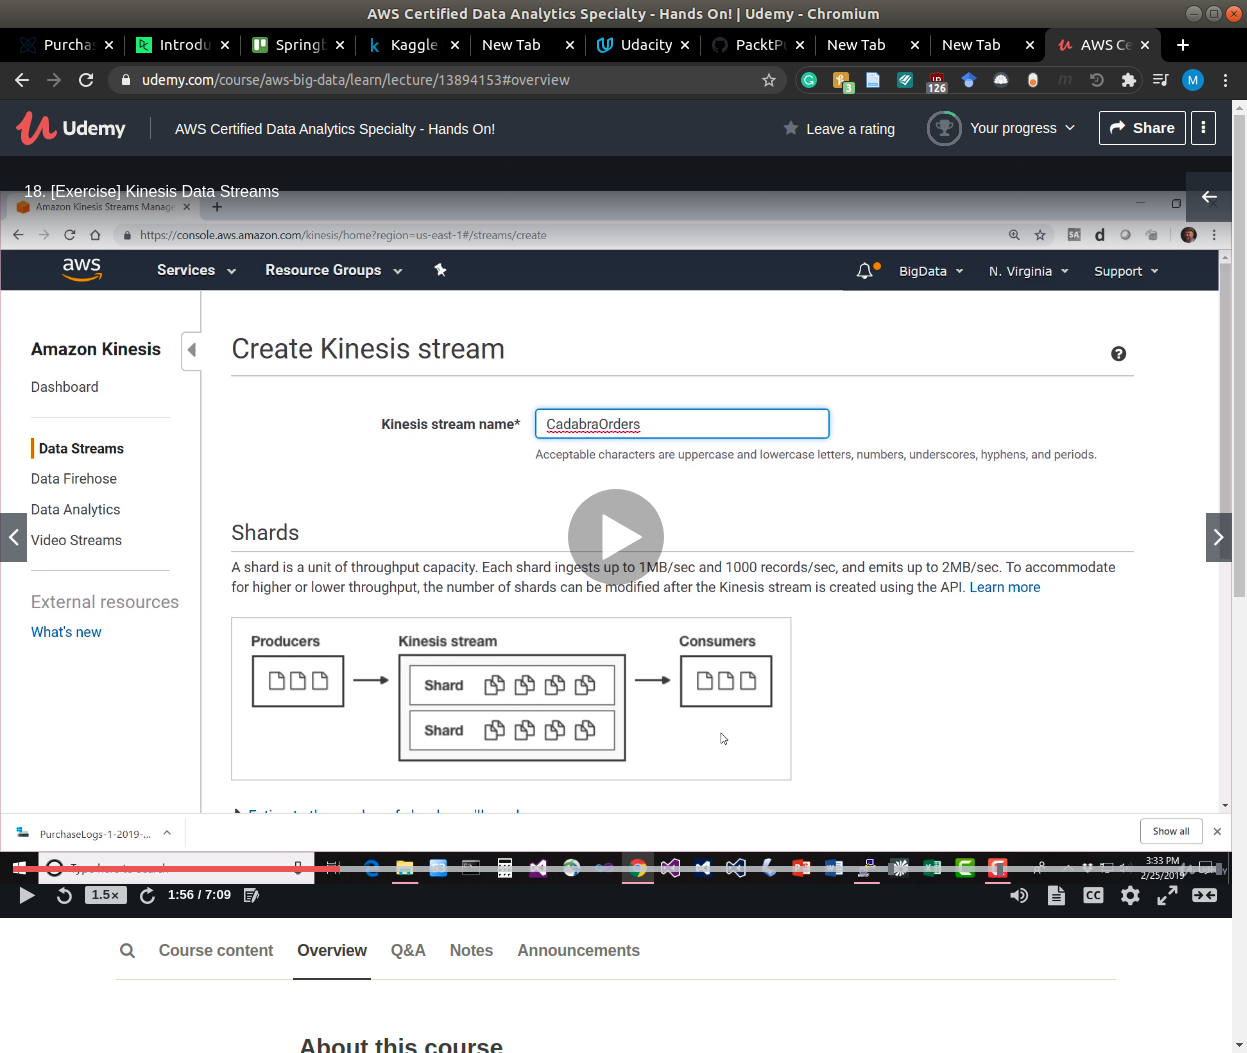 AWS Certified Data Analytics Specialty - Hands On! | Udemy - Chromium
Purchas
Introdu
Springb
Kaggle
New Tab
Udacity
PacktPu
New Tab
New Tab
AWS Ce
udemy.com/course/aws-big-data/learn/lecture/13894153#overview
3
126
M
Udemy
AWS Certified Data Analytics Specialty - Hands On!
Leave a rating
Your progress
Share
18. [Exercise] Kinesis Data Streams
Amazon Kinesis Streams Manage
https://console.aws.amazon.com/kinesis/home?region=us-east-1#/streams/create
aws
Services
Resource Groups
BigData
N. Virginia
Support
Amazon Kinesis
Dashboard
Data Streams
Data Firehose
Data Analytics
Video Streams
External resources
What's new
Create Kinesis stream
Kinesis stream name*
CadabraOrders
Acceptable characters are uppercase and lowercase letters, numbers, underscores, hyphens, and periods.
Shards
A shard is a unit of throughput capacity. Each shard ingests up to 1MB/sec and 1000 records/sec, and emits up to 2MB/sec. To accommodate
for higher or lower throughput, the number of shards can be modified after the Kinesis stream is created using the API. Learn more
Producers
Kinesis stream
Consumers
Shard
Shard
PurchaseLogs-1-2019-...
Show all
3:33 PM
2/25/2019
1.5×
1:56 / 7:09
CC
Course content
Overview
Q&A
Notes
Announcements
About this course